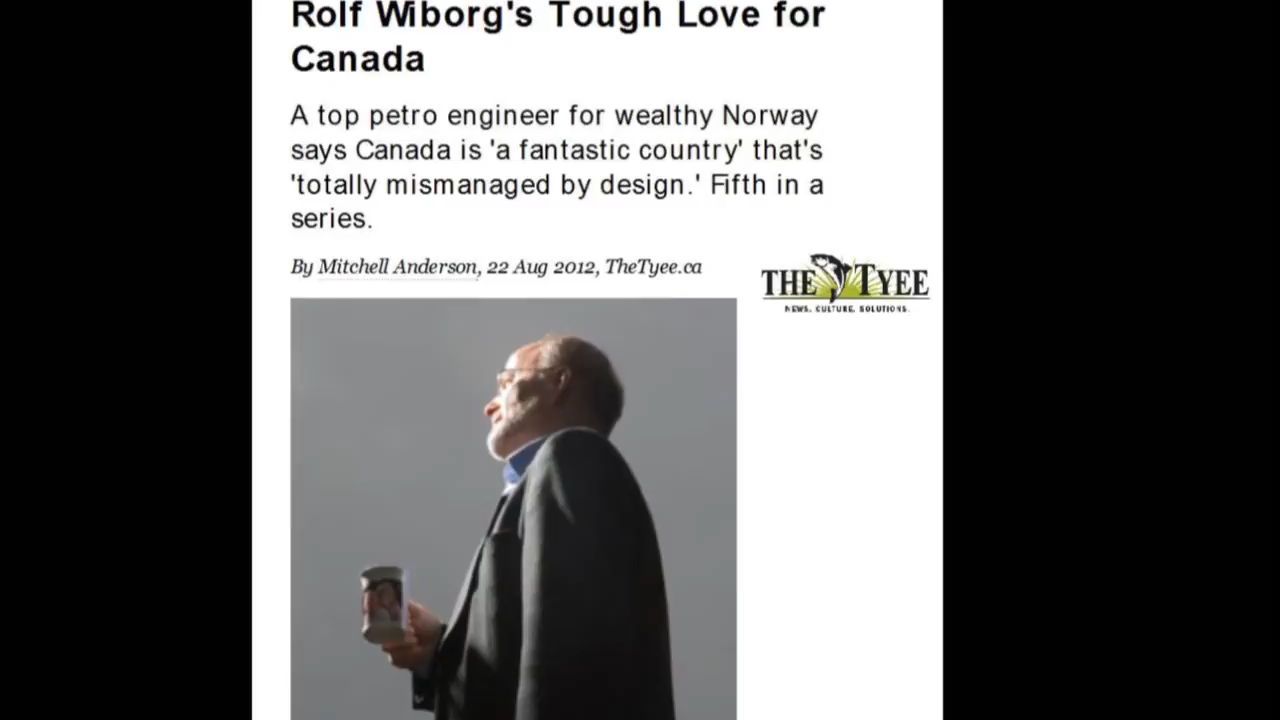 Rolf Wiborg's Tough Love for
Canada
A top petro engineer for wealthy Norway
says Canada is 'a fantastic country' that's
'totally mismanaged by design.' Fifth in a
series.
By Mitchell Anderson, 22 Aug 2012, TheTyee.ca
THE TYEE
NEWS. CULTURE. SOLUTIONS.